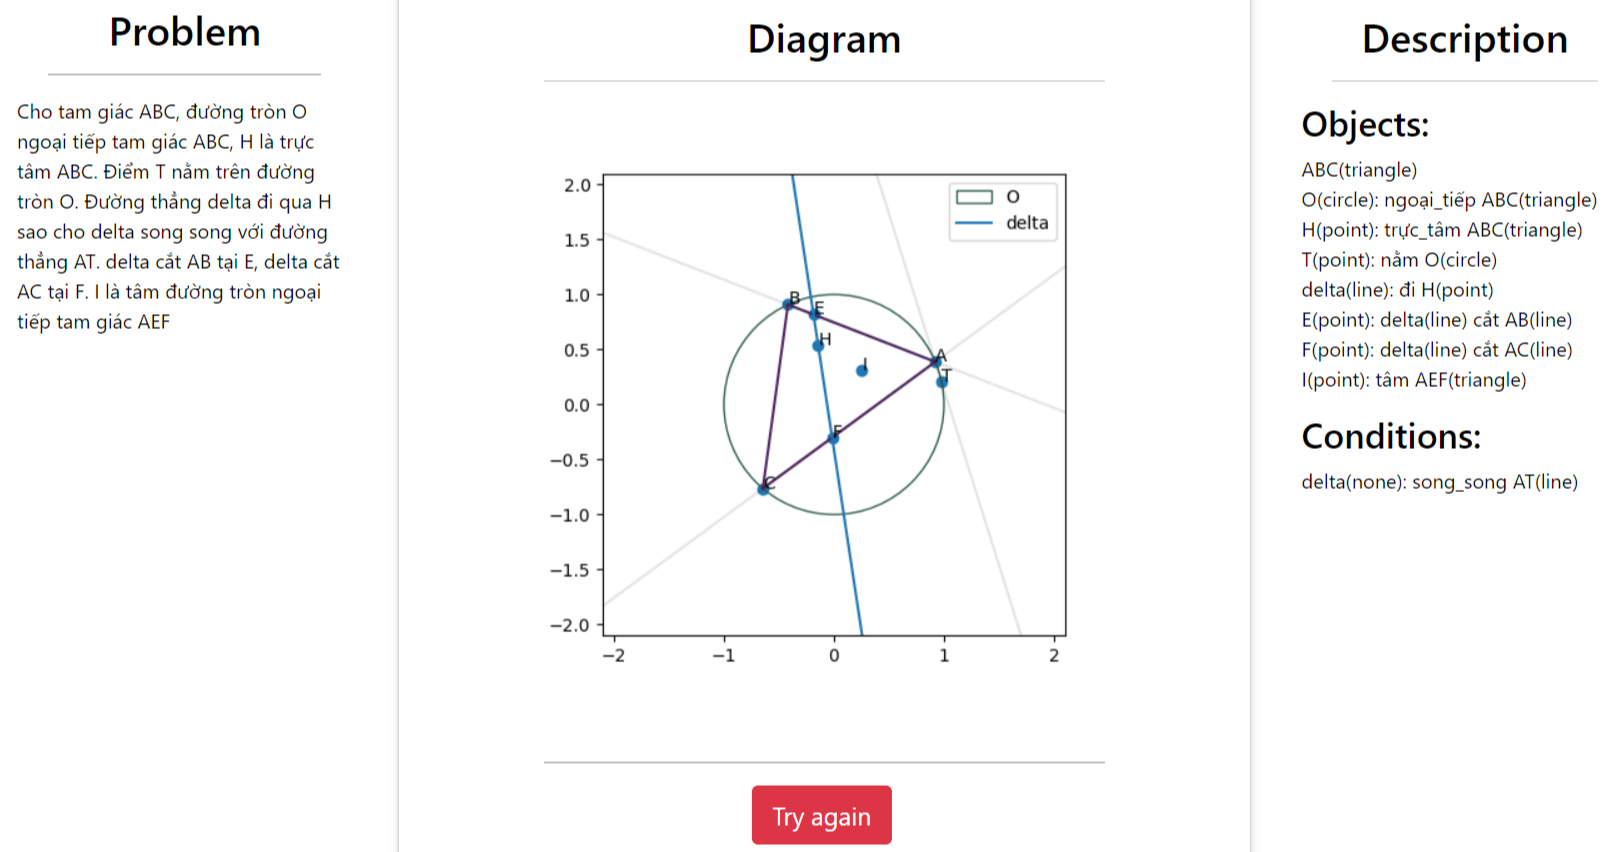 Problem
Cho tam giác ABC, đường tròn O
ngoại tiếp tam giác ABC, H là trực
tâm ABC. Điểm T nằm trên đường
tròn O. Đường thẳng delta đi qua H
sao cho delta song song với đường
thẳng AT. delta cắt AB tại E, delta cắt
AC tại F. I là tâm đường tròn ngoại
tiếp tam giác AEF
Diagram
2.0
1.5
1.0
0.5
0.0
−0.5
−1.0
−1.5
−2.0
−2 −1 0 1 2
O
delta
B
E
H
I
A
T
F
C
Try again
Description
Objects:
ABC(triangle)
O(circle): ngoại_tiếp ABC(triangle)
H(point): trực_tâm ABC(triangle)
T(point): nằm O(circle)
delta(line): đi H(point)
E(point): delta(line) cắt AB(line)
F(point): delta(line) cắt AC(line)
I(point): tâm AEF(triangle)
Conditions:
delta(none): song_song AT(line)